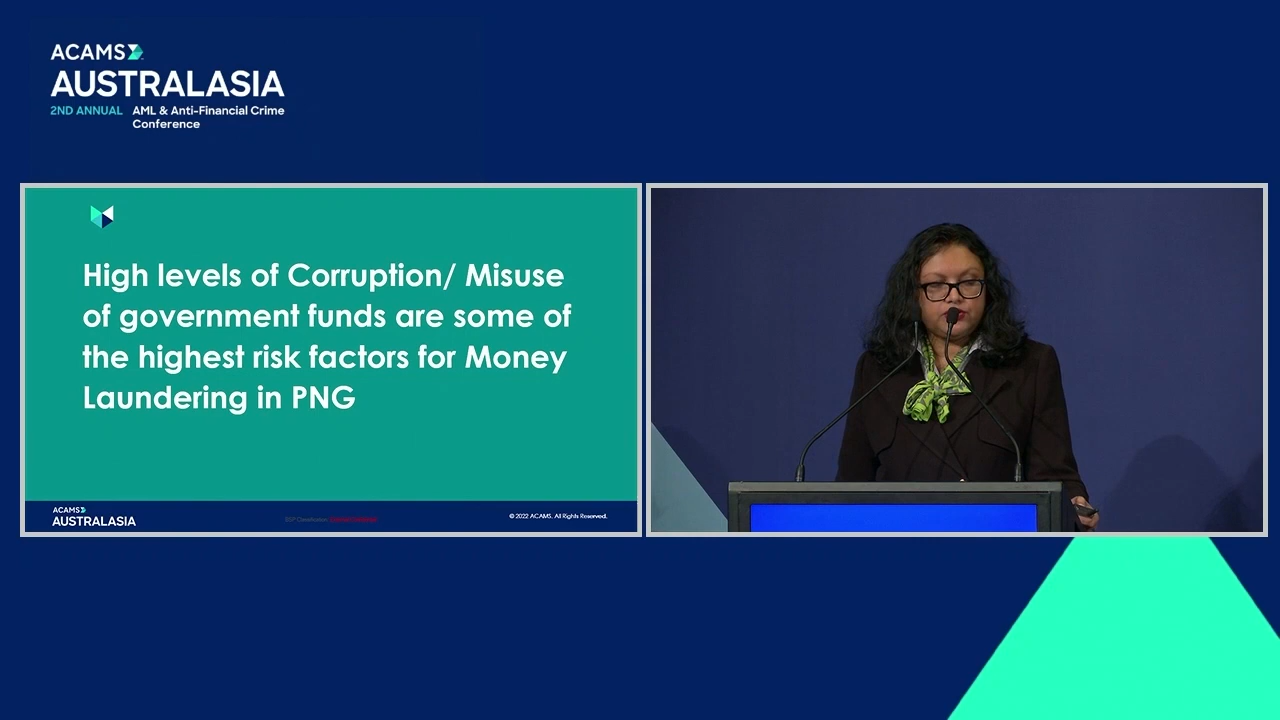 ACAMS
AUSTRALASIA
2ND ANNUAL AML & Anti-Financial Crime
Conference
High levels of Corruption/ Misuse
of government funds are some of
the highest risk factors for Money
Laundering in PNG
ACAMS
AUSTRALASIA
© 2022 ACAMS. All Rights Reserved.